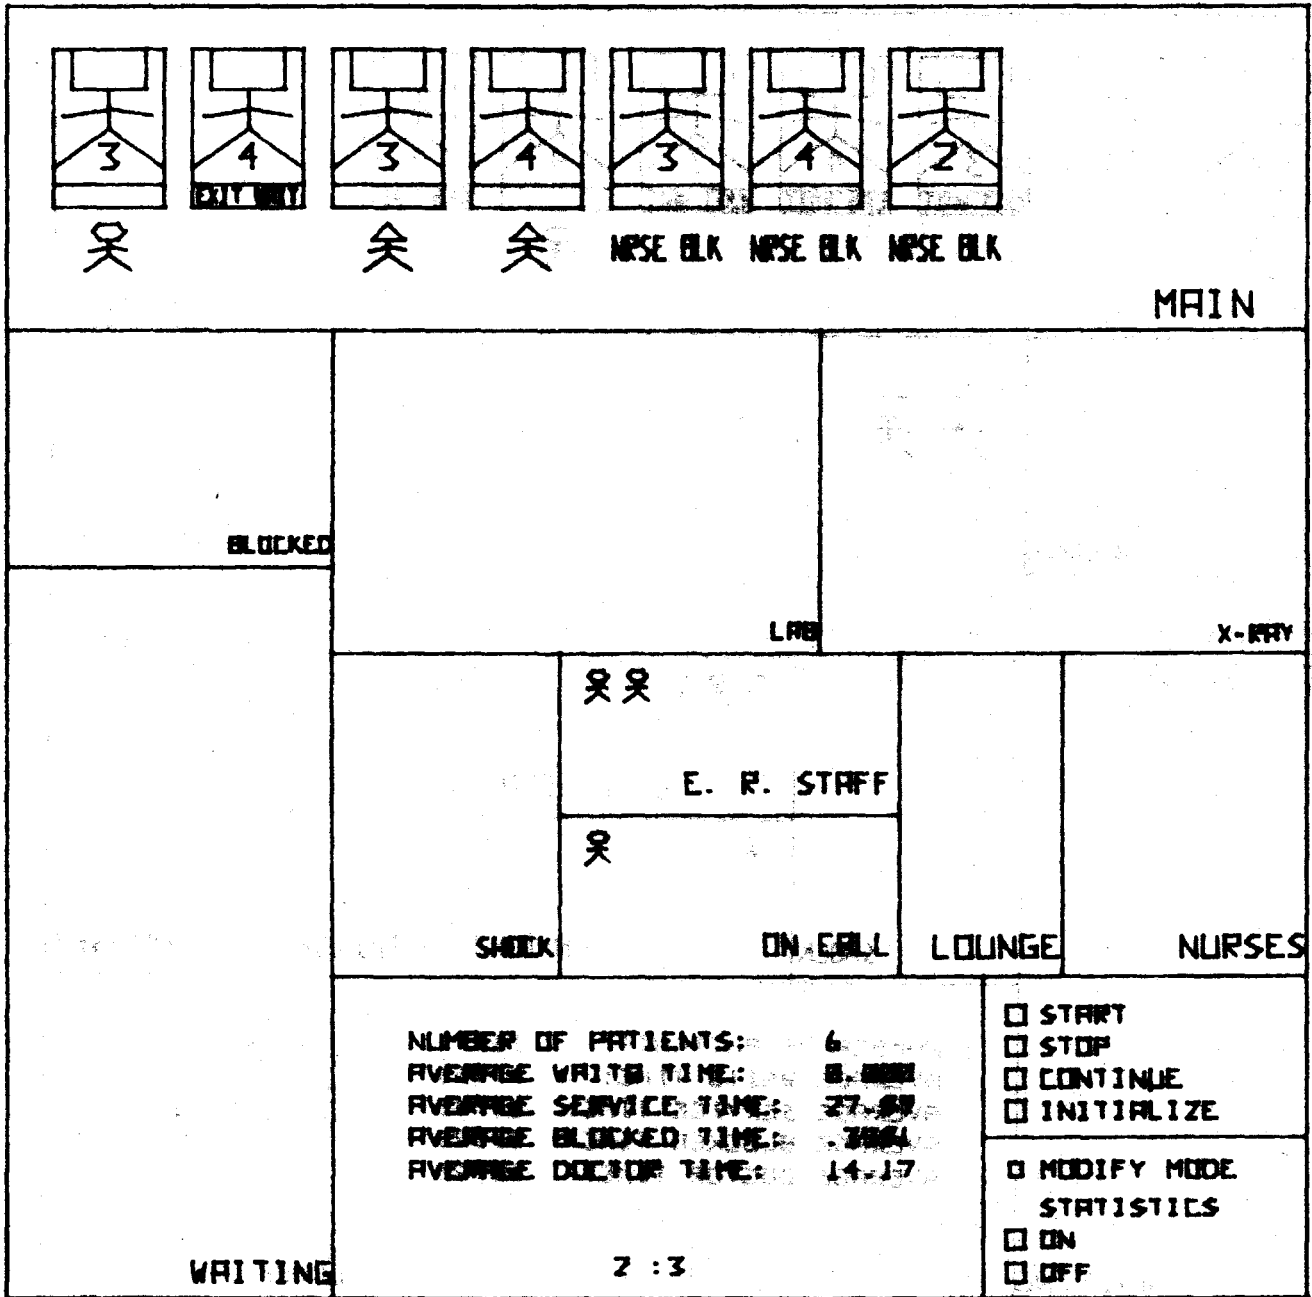 3 4 3 4 3 4 2
EXIT WAIT
NRSE BLK NRSE BLK NRSE BLK
MAIN
BLOCKED
LAB
X-RAY
E. R. STAFF
SHOCK
ON CALL
LOUNGE
NURSES
NUMBER OF PATIENTS: 6
AVERAGE WAITG TIME:
AVERAGE SERVICE TIME:
AVERAGE BLOCKED TIME:
AVERAGE DOCTOR TIME: 14.17
2 :3
START
STOP
CONTINUE
INITIALIZE
MODIFY MODE
STATISTICS
ON
OFF
WAITING